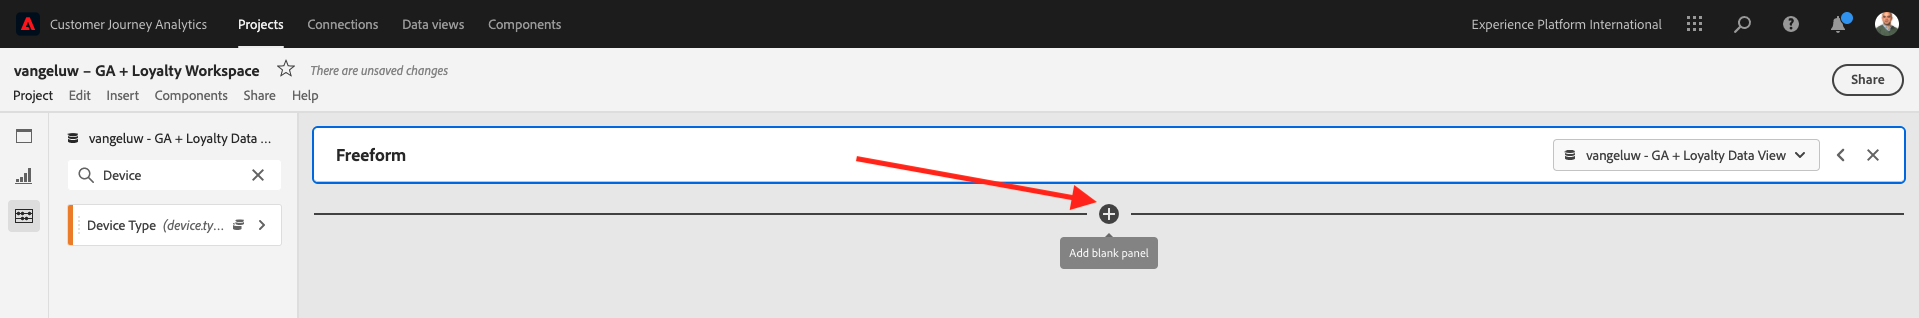 Customer Journey Analytics Projects Connections Data views Components Experience Platform International
vangeluw – GA + Loyalty Workspace There are unsaved changes
Share
Project Edit Insert Components Share Help
vangeluw - GA + Loyalty Data ...
Device
Device Type (device.ty...
Freeform vangeluw - GA + Loyalty Data View
Add blank panel